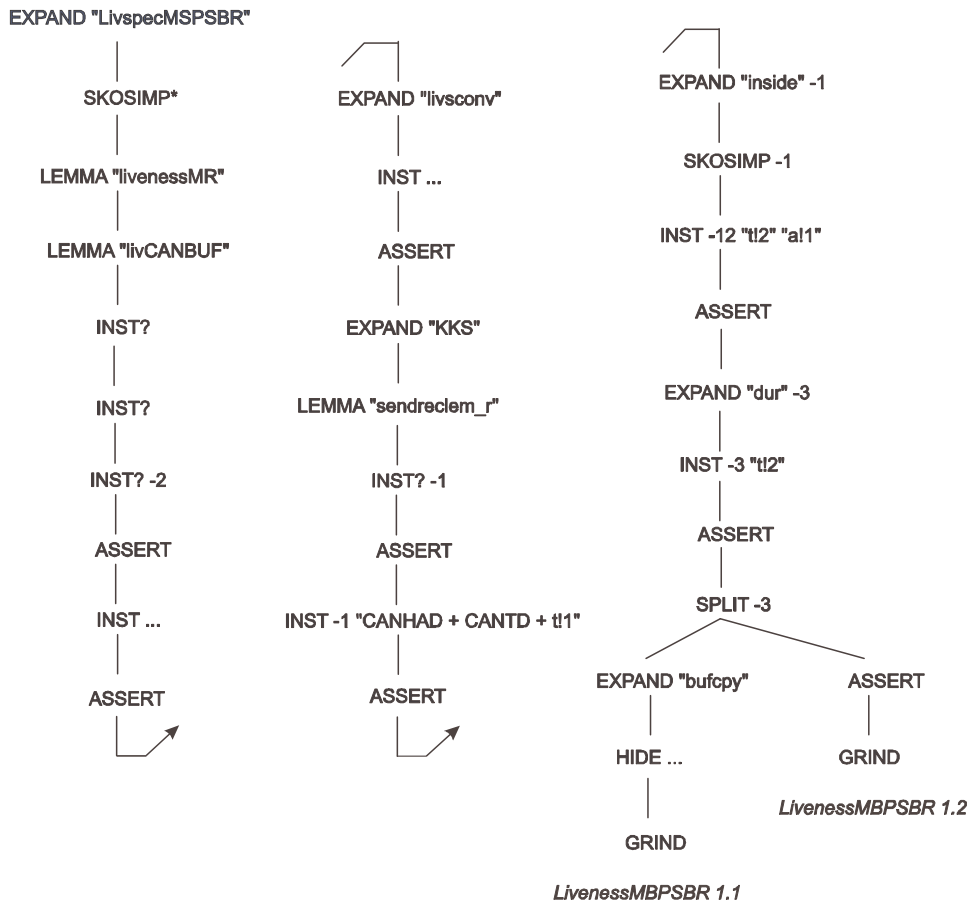 EXPAND "LivspecMSPSBR"
SKOSIMP*
LEMMA "livenessMR"
LEMMA "livCANBUF"
INST?
INST?
INST? -2
ASSERT
INST ...
ASSERT
EXPAND "livsconv"
INST ...
ASSERT
EXPAND "KKS"
LEMMA "sendreclem_r"
INST? -1
ASSERT
INST -1 "CANHAD + CANTD + t!1"
ASSERT
EXPAND "inside" -1
SKOSIMP -1
INST -12 "t!2" "a!1"
ASSERT
EXPAND "dur" -3
INST -3 "t!2"
ASSERT
SPLIT -3
EXPAND "bufcpy"
HIDE ...
GRIND
LivenessMBPSBR 1.1
ASSERT
GRIND
LivenessMBPSBR 1.2